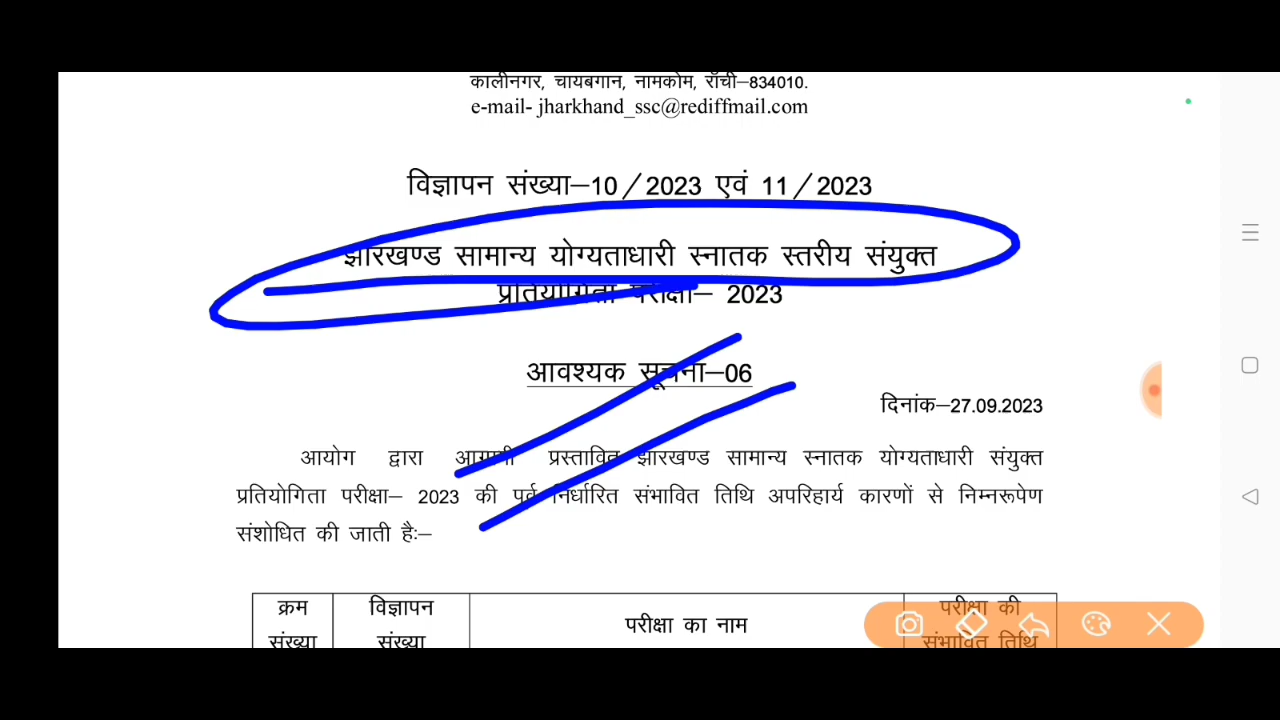 कालीनगर, चायबगान, नामकोम, राँची–834010.
e-mail- jharkhand_ssc@rediffmail.com
विज्ञापन संख्या–10/2023 एवं 11/2023
झारखण्ड सामान्य योग्यताधारी स्नातक स्तरीय संयुक्त
प्रतियोगिता परीक्षा– 2023
आवश्यक सूचना–06
दिनांक–27.09.2023
आयोग द्वारा आगामी प्रस्तावित झारखण्ड सामान्य स्नातक योग्यताधारी संयुक्त
प्रतियोगिता परीक्षा– 2023 की पूर्व निर्धारित संभावित तिथि अपरिहार्य कारणों से निम्नरूपेण
संशोधित की जाती हैः–
क्रम संख्या
विज्ञापन संख्या
परीक्षा का नाम
परीक्षा की संभावित तिथि